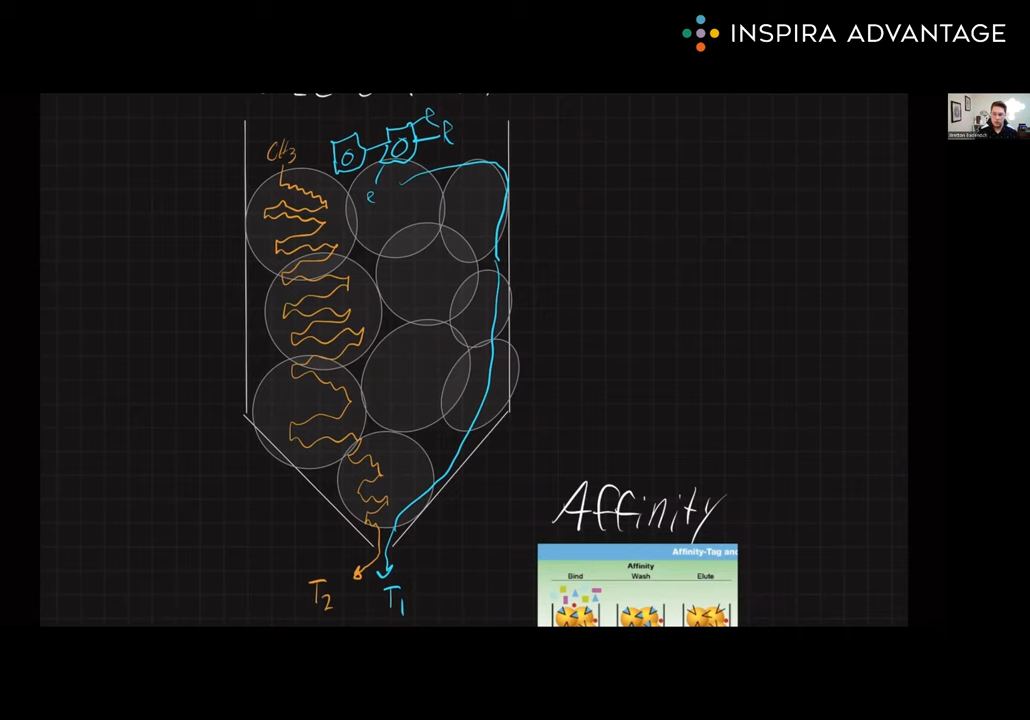 INSPIRA ADVANTAGE
CH3
R
R
R
T2
T1
Affinity
Affinity-Tag and
Affinity
Bind
Wash
Elute